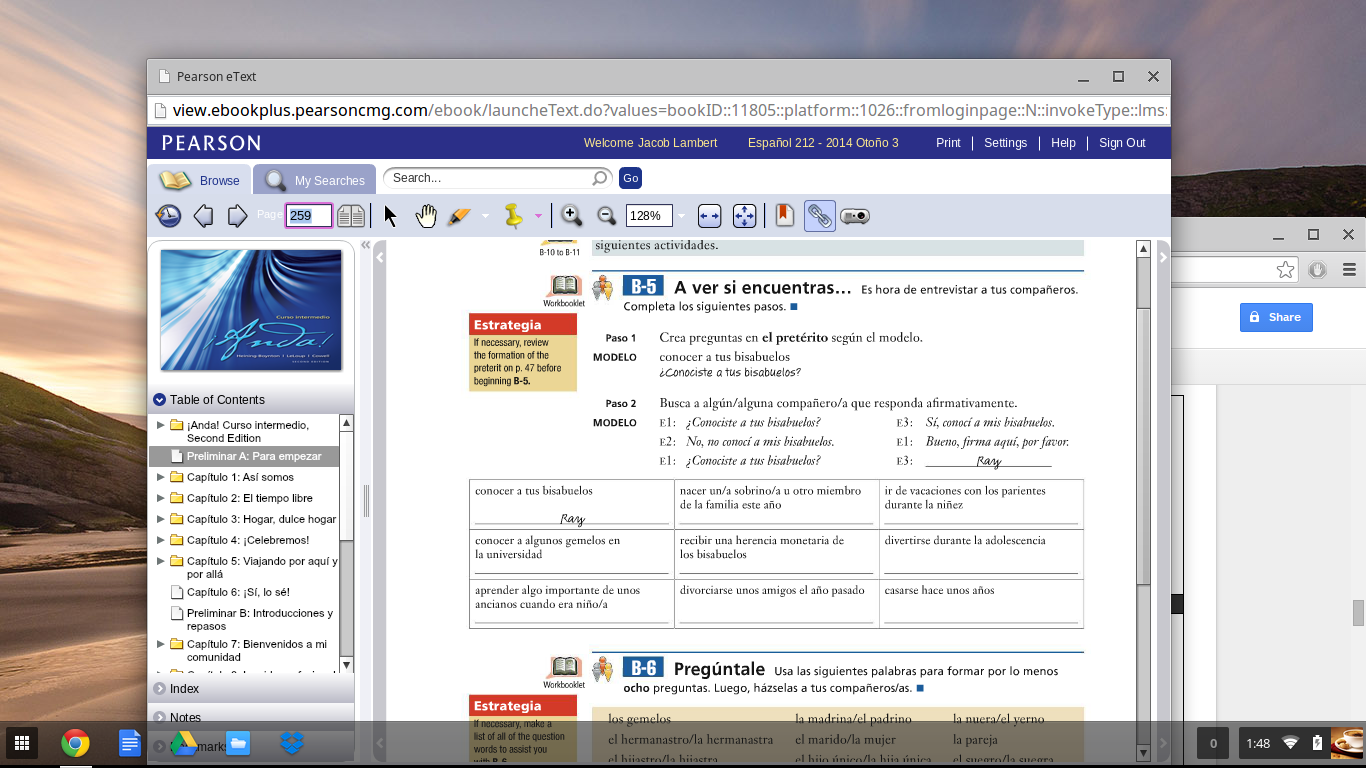 Pearson eText
view.ebookplus.pearsoncmg.com/ebook/launcheText.do?values=bookID::11805::platform::1026::fromloginpage::N::invokeType::lms:
PEARSON
Welcome Jacob Lambert
Español 212 - 2014 Otoño 3
Print
Settings
Help
Sign Out
Browse
My Searches
Search...
Go
Page
259
128%
Share
Curso intermedio
¡Anda!
SECOND EDITION
Table of Contents
¡Anda! Curso intermedio,
Second Edition
Preliminar A: Para empezar
Capítulo 1: Así somos
Capítulo 2: El tiempo libre
Capítulo 3: Hogar, dulce hogar
Capítulo 4: ¡Celebremos!
Capítulo 5: Viajando por aquí y
por allá
Capítulo 6: ¡Sí, lo sé!
Preliminar B: Introducciones y
repasos
Capítulo 7: Bienvenidos a mi
comunidad
Index
Notes
siguientes actividades.
B-10 to B-11
Workbooklet
B-5 A ver si encuentras… Es hora de entrevistar a tus compañeros.
Completa los siguientes pasos.
Estrategia
If necessary, review
the formation of the
preterit on p. 47 before
beginning B-5.
Paso 1 Crea preguntas en el pretérito según el modelo.
MODELO conocer a tus bisabuelos
¿Conociste a tus bisabuelos?
Paso 2 Busca a algún/alguna compañero/a que responda afirmativamente.
MODELO E1: ¿Conociste a tus bisabuelos? E3: Sí, conocí a mis bisabuelos.
E2: No, no conocí a mis bisabuelos. E1: Bueno, firma aquí, por favor.
E1: ¿Conociste a tus bisabuelos? E3: Ray
conocer a tus bisabuelos
Ray
nacer un/a sobrino/a u otro miembro
de la familia este año
ir de vacaciones con los parientes
durante la niñez
conocer a algunos gemelos en
la universidad
recibir una herencia monetaria de
los bisabuelos
divertirse durante la adolescencia
aprender algo importante de unos
ancianos cuando era niño/a
divorciarse unos amigos el año pasado
casarse hace unos años
Workbooklet
B-6 Pregúntale Usa las siguientes palabras para formar por lo menos
ocho preguntas. Luego, házselas a tus compañeros/as.
Estrategia
If necessary, make a
list of all of the question
words to assist you
with B-6.
los gemelos la madrina/el padrino la nuera/el yerno
el hermanastro/la hermanastra el marido/la mujer la pareja
el hijastro/la hijastra el hijo único/la hija única el suegro/la suegra
0
1:48